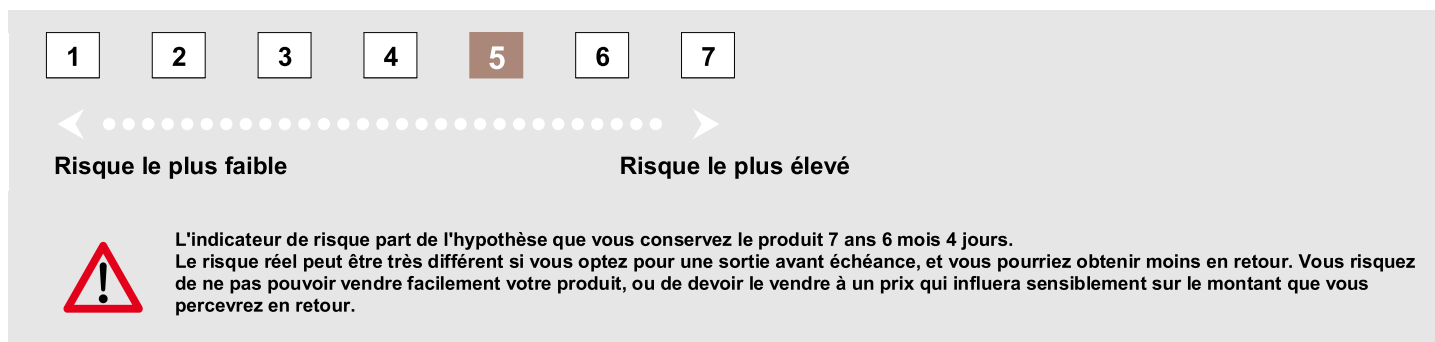 1 2 3 4 5 6 7
Risque le plus faible Risque le plus élevé
L'indicateur de risque part de l'hypothèse que vous conservez le produit 7 ans 6 mois 4 jours.
Le risque réel peut être très différent si vous optez pour une sortie avant échéance, et vous pourriez obtenir moins en retour. Vous risquez
de ne pas pouvoir vendre facilement votre produit, ou de devoir le vendre à un prix qui influera sensiblement sur le montant que vous
percevrez en retour.